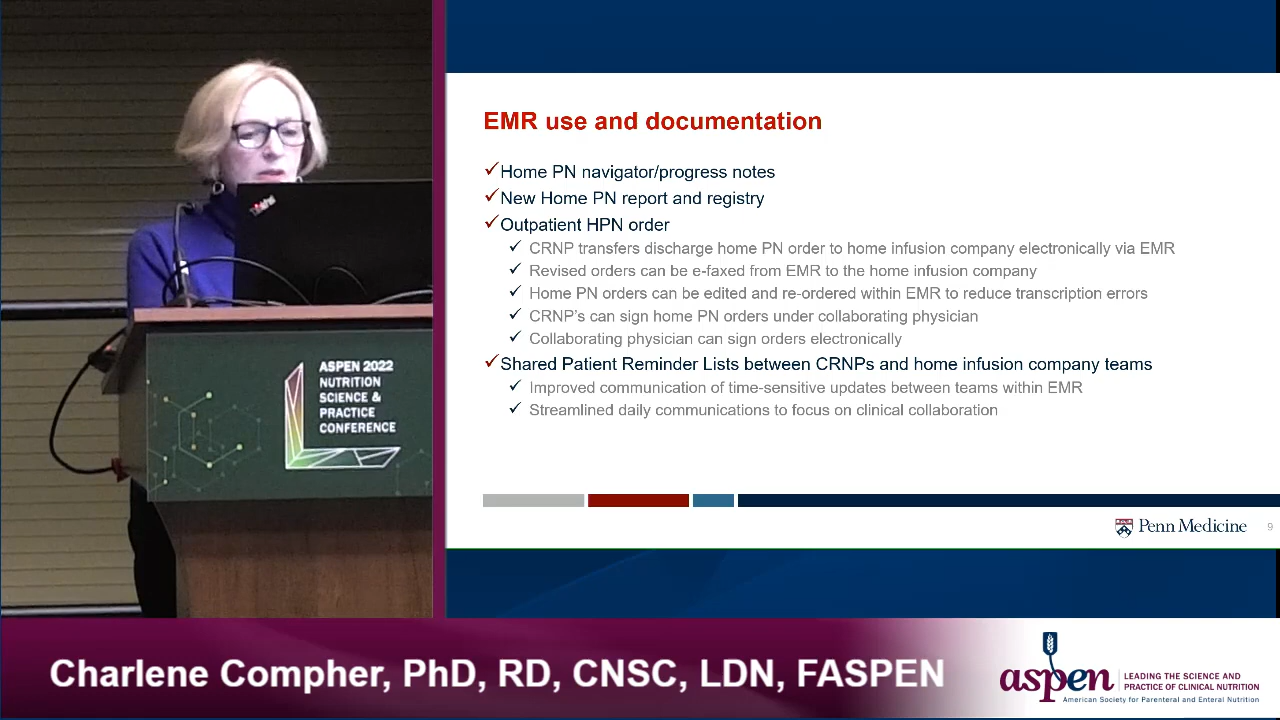 EMR use and documentation
Home PN navigator/progress notes
New Home PN report and registry
Outpatient HPN order
CRNP transfers discharge home PN order to home infusion company electronically via EMR
Revised orders can be e-faxed from EMR to the home infusion company
Home PN orders can be edited and re-ordered within EMR to reduce transcription errors
CRNP's can sign home PN orders under collaborating physician
Collaborating physician can sign orders electronically
Shared Patient Reminder Lists between CRNPs and home infusion company teams
Improved communication of time-sensitive updates between teams within EMR
Streamlined daily communications to focus on clinical collaboration
Penn Medicine
9
ASPEN 2022
NUTRITION
SCIENCE &
PRACTICE
CONFERENCE
Charlene Compher, PhD, RD, CNSC, LDN, FASPEN
aspen
LEADING THE SCIENCE AND
PRACTICE OF CLINICAL NUTRITION
American Society for Parenteral and Enteral Nutrition